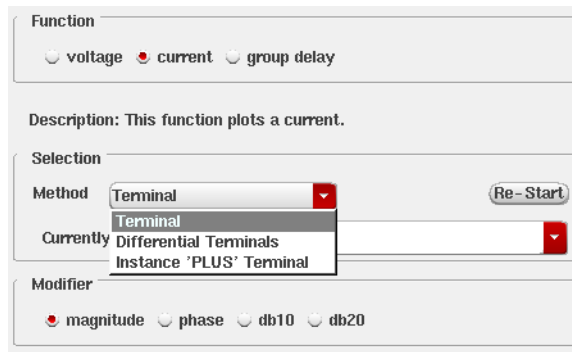 Function
voltage current group delay
Description: This function plots a current.
Selection
Method Terminal Re-Start
Terminal
Currently
Differential Terminals
Instance 'PLUS' Terminal
Modifier
magnitude phase db10 db20